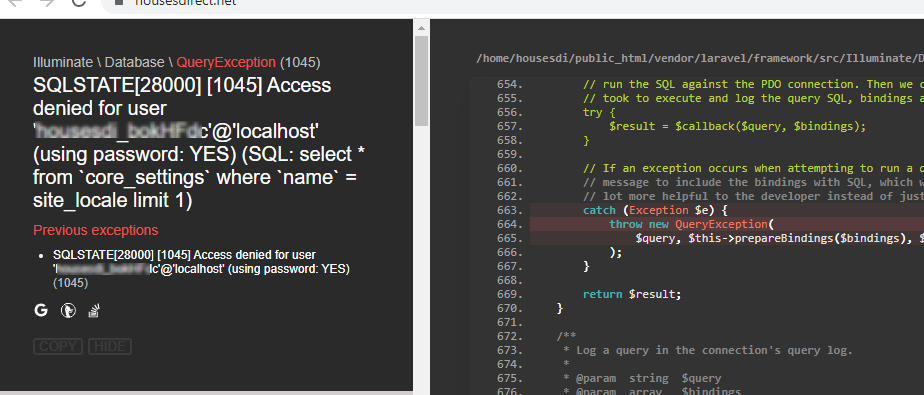 housesdirect.net
Illuminate \ Database \ QueryException (1045)
SQLSTATE[28000] [1045] Access
denied for user
'c'@'localhost'
(using password: YES) (SQL: select *
from `core_settings` where `name` =
site_locale limit 1)
Previous exceptions
• SQLSTATE[28000] [1045] Access denied for user
'c'@'localhost' (using password: YES)
(1045)
COPY HIDE
/home/housesdi/public_html/vendor/laravel/framework/src/Illuminate/D
654. // run the SQL against the PDO connection. Then we c
655. // took to execute and log the query SQL, bindings a
656. try {
657. $result = $callback($query, $bindings);
658. }
659.
660. // If an exception occurs when attempting to run a q
661. // message to include the bindings with SQL, which w
662. // lot more helpful to the developer instead of just
663. catch (Exception $e) {
664. throw new QueryException(
665. $query, $this->prepareBindings($bindings), $
666. );
667. }
668.
669. return $result;
670. }
671.
672. /**
673. * Log a query in the connection's query log.
674. *
675. * @param string $query
676. * @param array $bindings